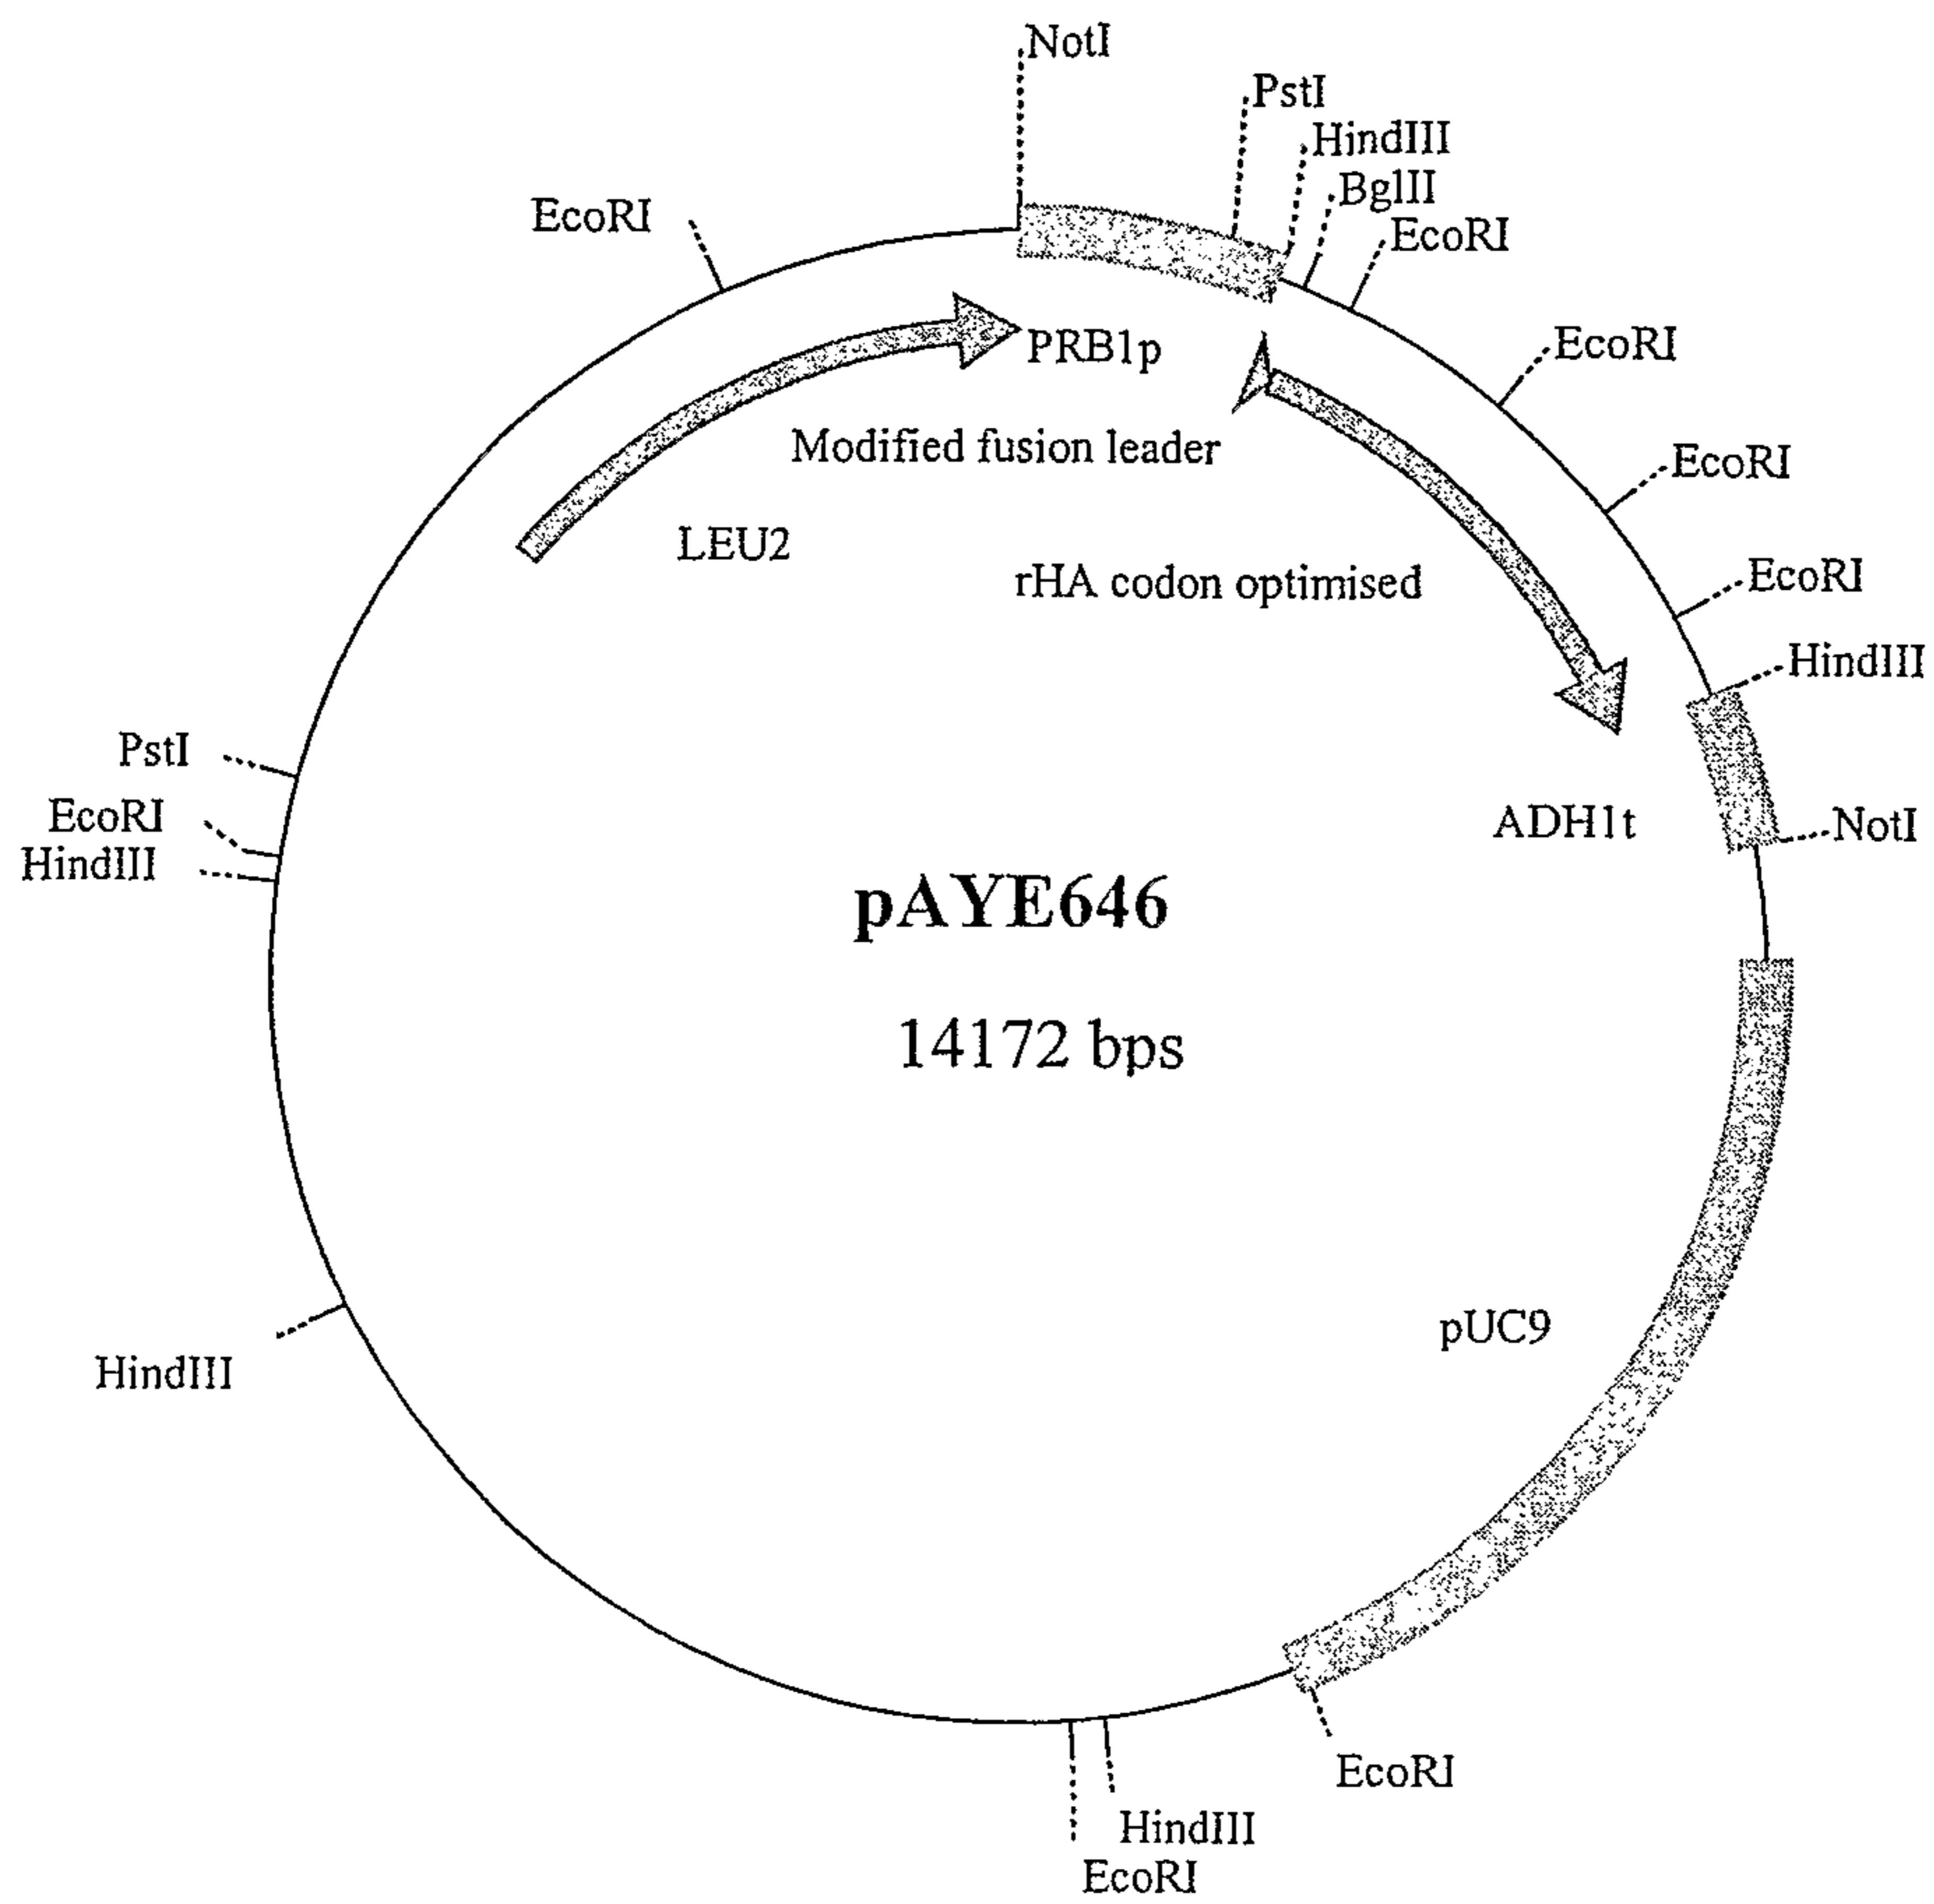 NotI
PstI
HindIII
BglII
EcoRI
EcoRI
EcoRI
PRB1p
EcoRI
Modified fusion leader
EcoRI
LEU2
rHA codon optimised
EcoRI
HindIII
PstI
EcoRI
HindIII
ADH1t
NotI
pAYE646
14172 bps
pUC9
HindIII
EcoRI
HindIII
EcoRI